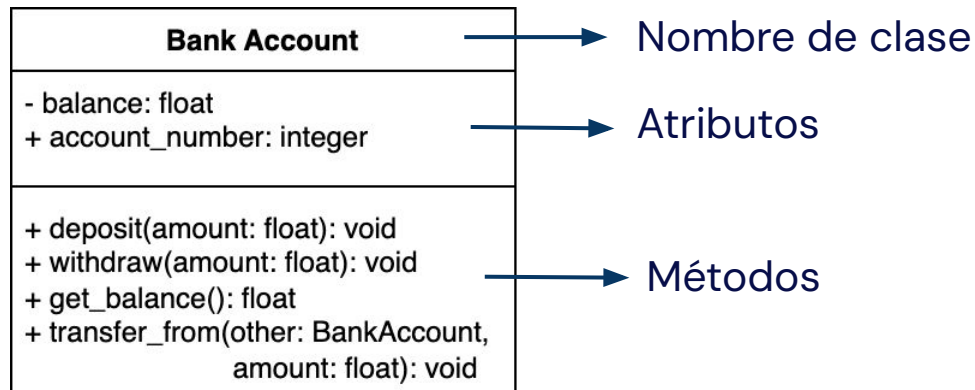 Bank Account
Nombre de clase
- balance: float
+ account_number: integer
Atributos
+ deposit(amount: float): void
+ withdraw(amount: float): void
+ get_balance(): float
+ transfer_from(other: BankAccount,
amount: float): void
Métodos